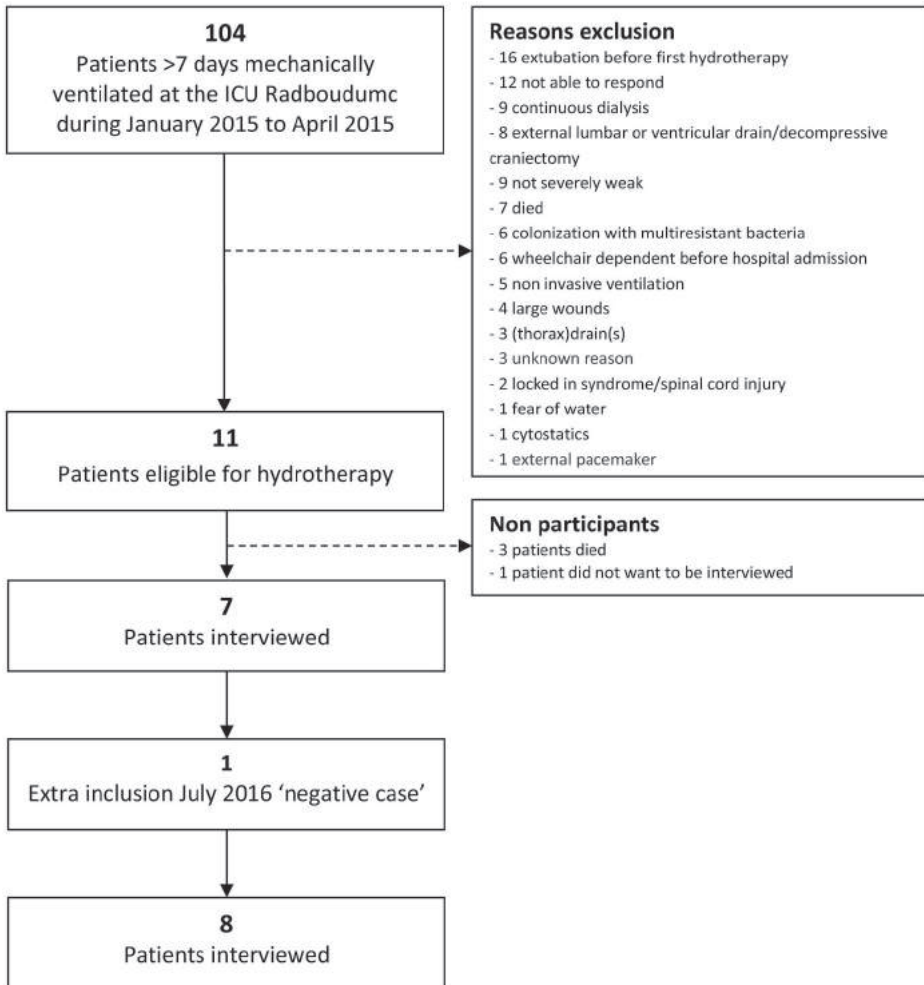 104
Patients >7 days mechanically
ventilated at the ICU Radboudumc
during January 2015 to April 2015
Reasons exclusion
- 16 extubation before first hydrotherapy
- 12 not able to respond
- 9 continuous dialysis
- 8 external lumbar or ventricular drain/decompressive
craniectomy
- 9 not severely weak
- 7 died
- 6 colonization with multiresistant bacteria
- 6 wheelchair dependent before hospital admission
- 5 non invasive ventilation
- 4 large wounds
- 3 (thorax)drain(s)
- 3 unknown reason
- 2 locked in syndrome/spinal cord injury
- 1 fear of water
- 1 cytostatics
- 1 external pacemaker
11
Patients eligible for hydrotherapy
Non participants
- 3 patients died
- 1 patient did not want to be interviewed
7
Patients interviewed
1
Extra inclusion July 2016 ‘negative case’
8
Patients interviewed